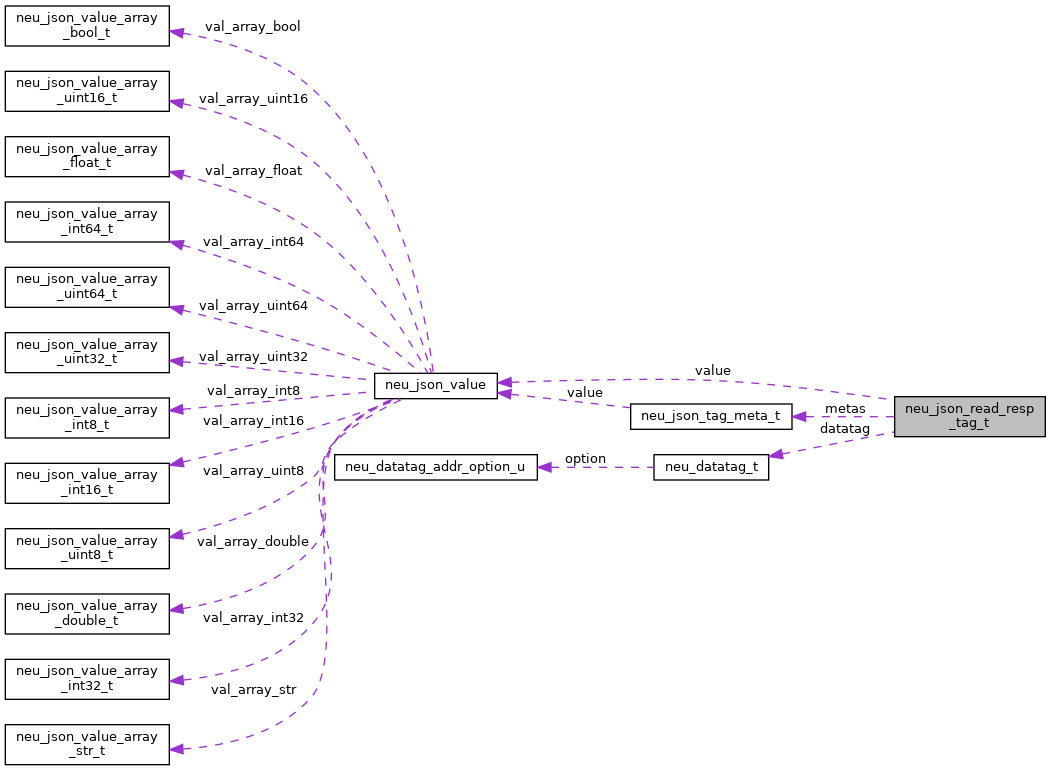 neu_json_value_array
_bool_t
val_array_bool
neu_json_value_array
_uint16_t
val_array_uint16
neu_json_value_array
_float_t
val_array_float
neu_json_value_array
_int64_t
val_array_int64
neu_json_value_array
_uint64_t
val_array_uint64
neu_json_value_array
_uint32_t
val_array_uint32
neu_json_value_array
_int8_t
val_array_int8
neu_json_value_array
_int16_t
val_array_int16
neu_json_value_array
_uint8_t
val_array_uint8
neu_json_value_array
_double_t
val_array_double
neu_json_value_array
_int32_t
val_array_int32
neu_json_value_array
_str_t
val_array_str
neu_json_value
neu_datatag_addr_option_u
value
value
option
neu_json_tag_meta_t
neu_datatag_t
metas
datatag
neu_json_read_resp
_tag_t